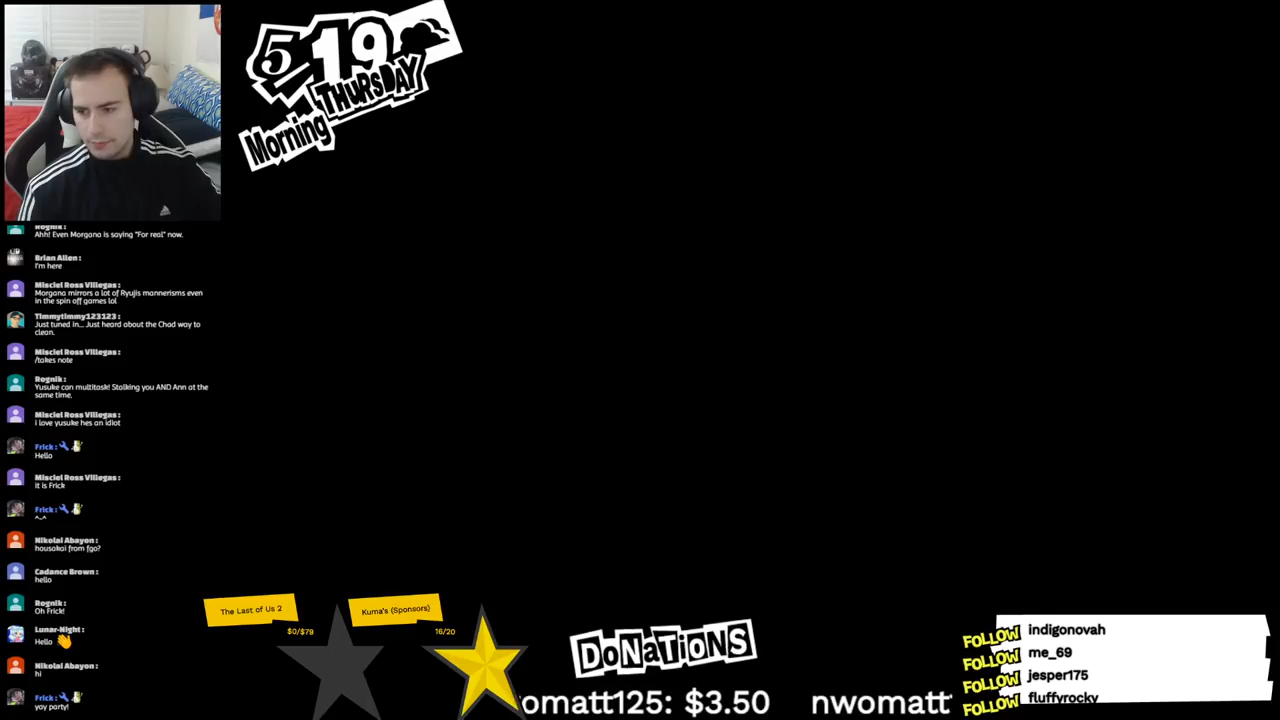 5/19
THURSDAY
Morning
Rognik :
Ahh! Even Morgana is saying "For real" now.
Brian Allen :
I'm here
Misciel Ross Villegas :
Morgana mirrors a lot of Ryujis mannerisms even
in the spin off games lol
Timmytimmy123123 :
Just tuned in... Just heard about the Chad way to
clean.
Misciel Ross Villegas :
/takes note
Rognik :
Yusuke can multitask! Stalking you AND Ann at the
same time.
Misciel Ross Villegas :
i love yusuke hes an idiot
Frick :
Hello
Misciel Ross Villegas :
it is Frick
Frick :
^_^
Nikolai Abayon :
housakai from fgo?
Cadance Brown :
hello
Rognik :
Oh Frick!
Lunar-Night :
Hello 👋
Nikolai Abayon :
hi
Frick :
yay party!
The Last of Us 2
$0/$79
Kuma's (Sponsors)
16/20
DoNaTioNS
omatt125: $3.50 nwomatt
FOLLOW indigonovah
FOLLOW me_69
FOLLOW jesper175
FOLLOW fluffyrocky